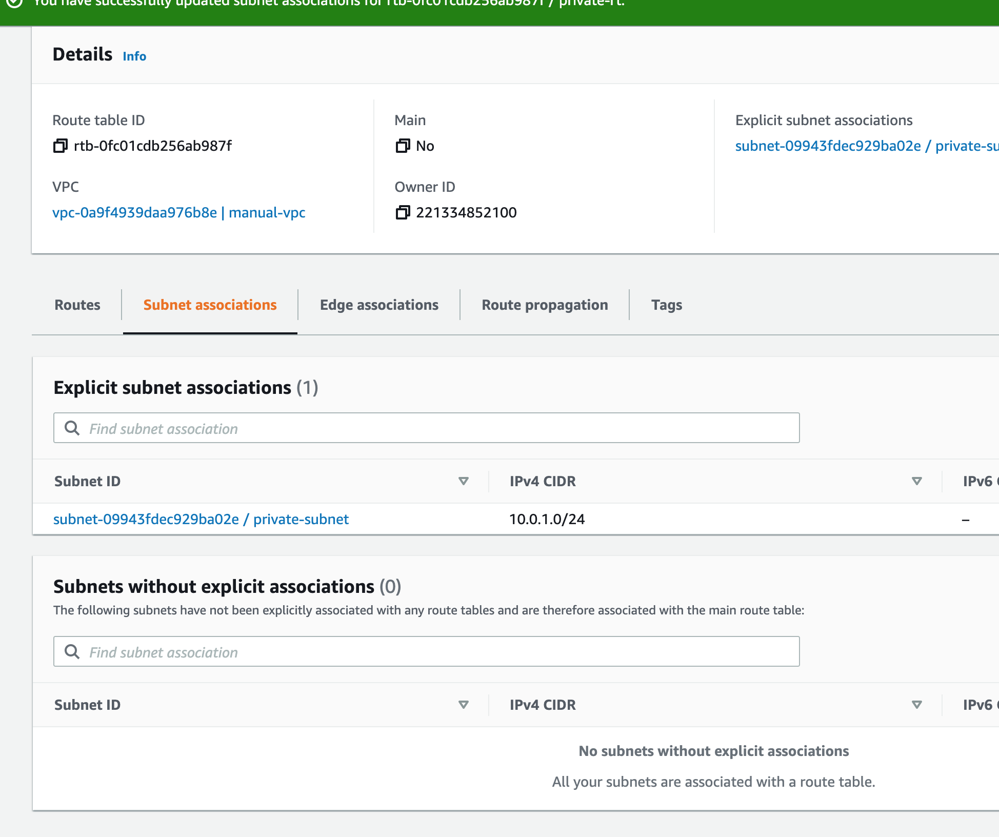 You have successfully updated subnet associations for rtb-0fc01cdb256ab987f / private-rt.
Details Info
Route table ID
rtb-0fc01cdb256ab987f
Main
No
Explicit subnet associations
subnet-09943fdec929ba02e / private-su
VPC
vpc-0a9f4939daa976b8e | manual-vpc
Owner ID
221334852100
Routes Subnet associations Edge associations Route propagation Tags
Explicit subnet associations (1)
Find subnet association
Subnet ID IPv4 CIDR IPv6
subnet-09943fdec929ba02e / private-subnet 10.0.1.0/24 –
Subnets without explicit associations (0)
The following subnets have not been explicitly associated with any route tables and are therefore associated with the main route table:
Find subnet association
Subnet ID IPv4 CIDR IPv6
No subnets without explicit associations
All your subnets are associated with a route table.